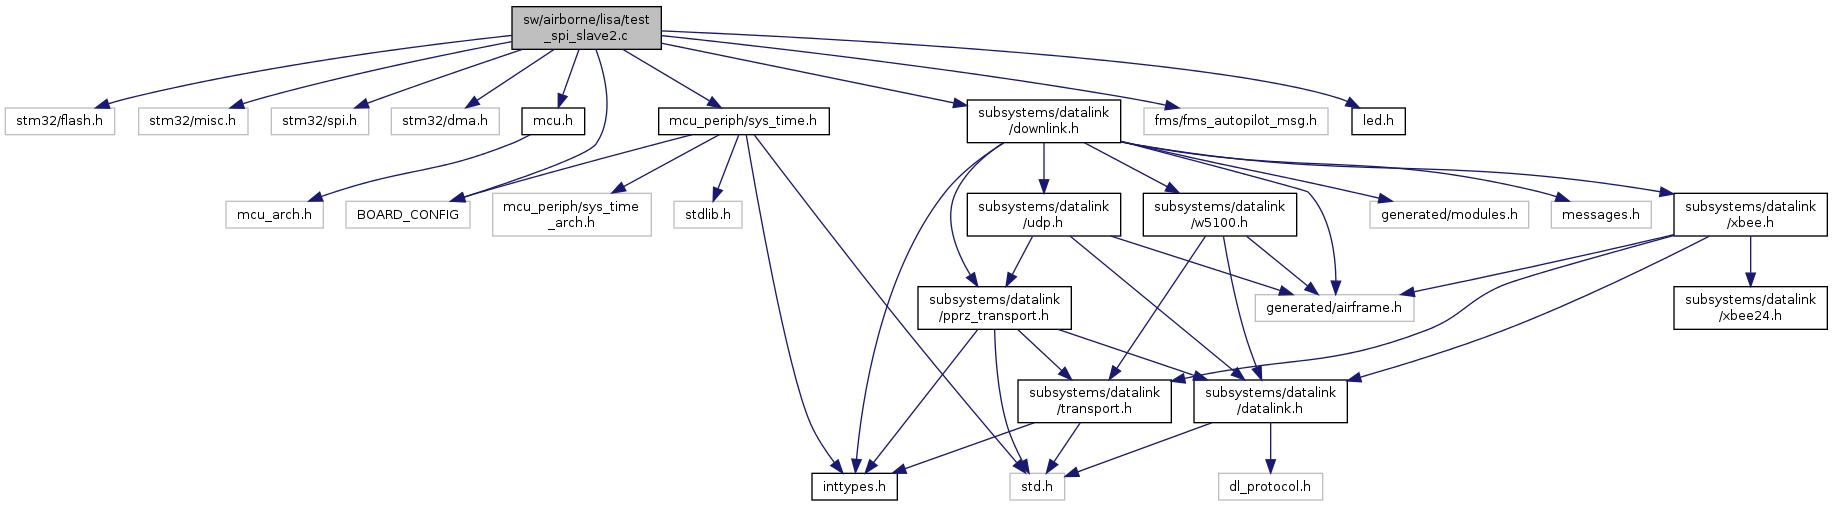 sw/airborne/lisa/test
_spi_slave2.c
stm32/flash.h
stm32/misc.h
stm32/spi.h
stm32/dma.h
mcu.h
mcu_periph/sys_time.h
subsystems/datalink
/downlink.h
fms/fms_autopilot_msg.h
led.h
mcu_arch.h
BOARD_CONFIG
mcu_periph/sys_time
_arch.h
stdlib.h
subsystems/datalink
/udp.h
subsystems/datalink
/w5100.h
generated/modules.h
messages.h
subsystems/datalink
/xbee.h
subsystems/datalink
/pprz_transport.h
generated/airframe.h
subsystems/datalink
/xbee24.h
subsystems/datalink
/transport.h
subsystems/datalink
/datalink.h
inttypes.h
std.h
dl_protocol.h